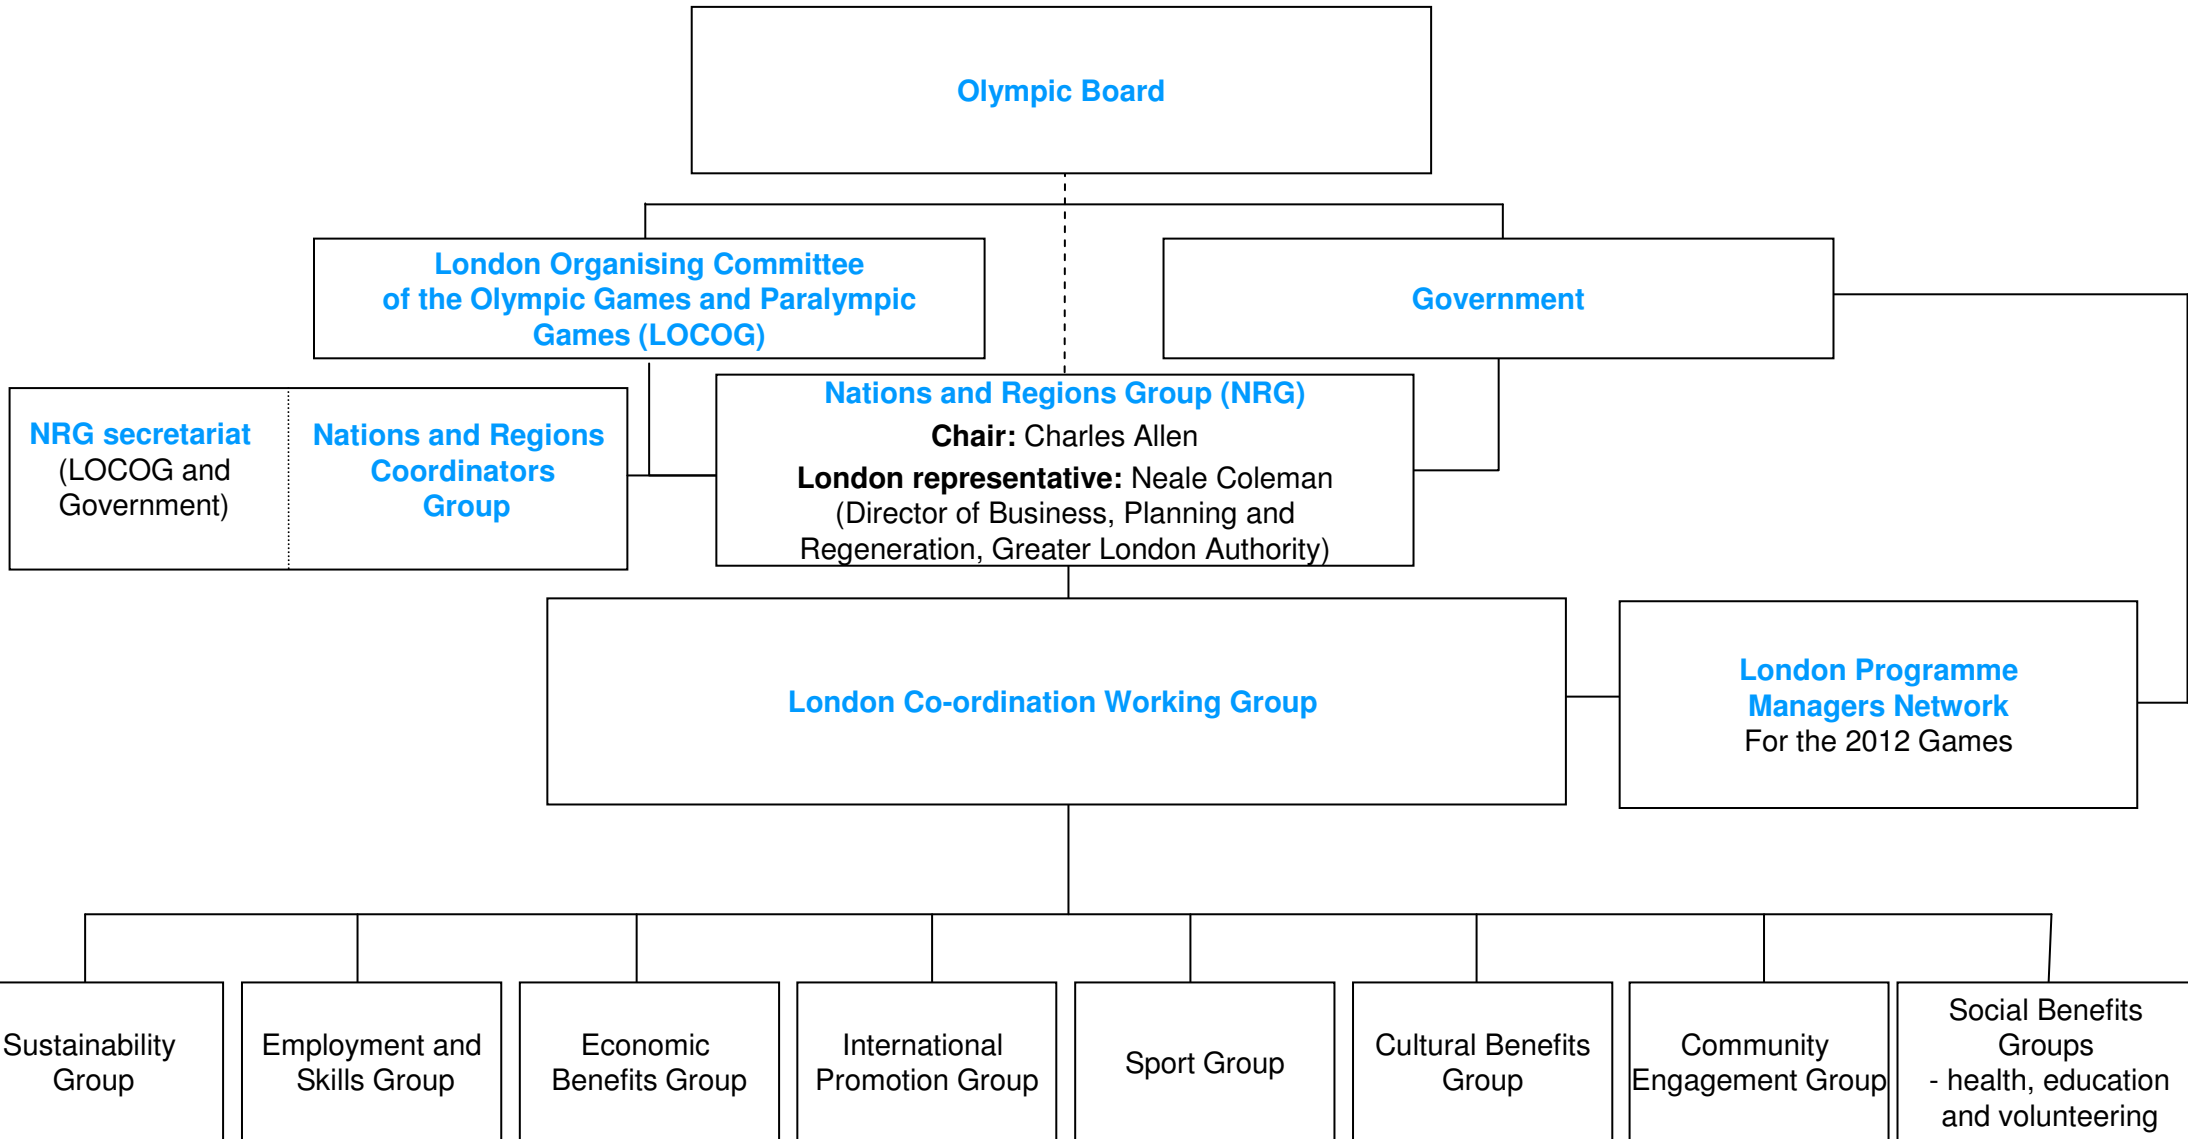 Olympic Board
London Organising Committee
of the Olympic Games and Paralympic
Games (LOCOG)
Government
NRG secretariat
(LOCOG and
Government)
Nations and Regions
Coordinators
Group
Nations and Regions Group (NRG)
Chair: Charles Allen
London representative: Neale Coleman
(Director of Business, Planning and
Regeneration, Greater London Authority)
London Co-ordination Working Group
London Programme
Managers Network
For the 2012 Games
Sustainability
Group
Employment and
Skills Group
Economic
Benefits Group
International
Promotion Group
Sport Group
Cultural Benefits
Group
Community
Engagement Group
Social Benefits
Groups
- health, education
and volunteering